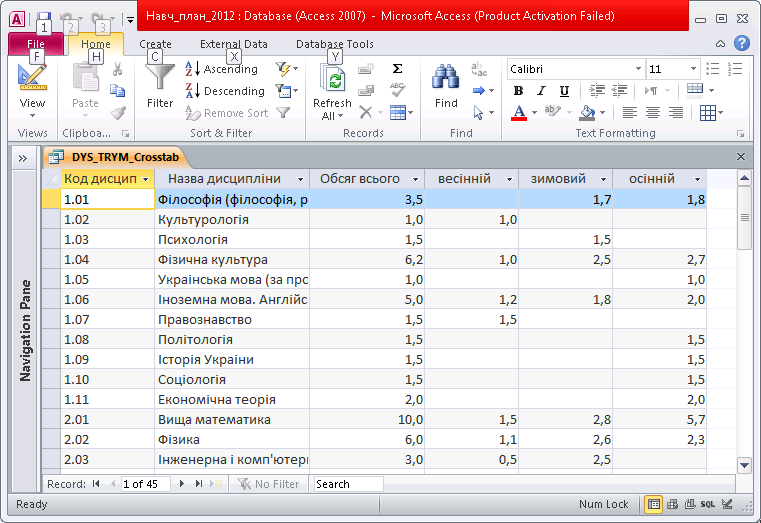 Навч_план_2012 : Database (Access 2007) - Microsoft Access (Product Activation Failed)
A 1 2 3
File Home Create External Data Database Tools
F H C X Y
View Paste Filter Ascending Descending Remove Sort Refresh All Σ ABC Find ab ac Calibri 11
B I U A ab A
Views Clipboa... Sort & Filter Records Find Text Formatting
DYS_TRYM_Crosstab
Код дисцип Назва дисципліни Обсяг всього весінній зимовий осінній
1.01 Філософія (філософія, р 3,5 1,7 1,8
1.02 Культурологія 1,0 1,0
1.03 Психологія 1,5 1,5
1.04 Фізична культура 6,2 1,0 2,5 2,7
1.05 Украінська мова (за про 1,0 1,0
1.06 Іноземна мова. Англійс 5,0 1,2 1,8 2,0
1.07 Правознавство 1,5 1,5
1.08 Політологія 1,5 1,5
1.09 Історія Украіни 1,5 1,5
1.10 Соціологія 1,5 1,5
1.11 Економічна теорія 2,0 2,0
2.01 Вища математика 10,0 1,5 2,8 5,7
2.02 Фізика 6,0 1,1 2,6 2,3
2.03 Інженерна і комп'ютерн 3,0 0,5 2,5
Navigation Pane
Record: 1 of 45 No Filter Search
Ready Num Lock SQL